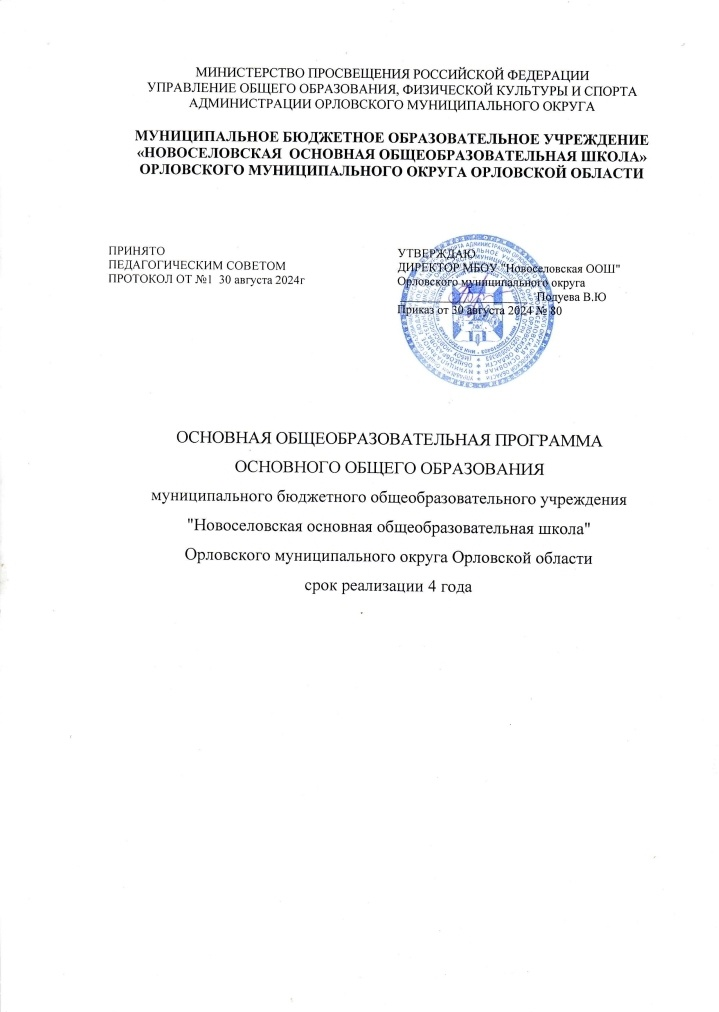 МИНИСТЕРСТВО ПРОСВЕЩЕНИЯ РОССИЙСКОЙ ФЕДЕРАЦИИ
УПРАВЛЕНИЕ ОБЩЕГО ОБРАЗОВАНИЯ, ФИЗИЧЕСКОЙ КУЛЬТУРЫ И СПОРТА
АДМИНИСТРАЦИИ ОРЛОВСКОГО МУНИЦИПАЛЬНОГО ОКРУГА
МУНИЦИПАЛЬНОЕ БЮДЖЕТНОЕ ОБРАЗОВАТЕЛЬНОЕ УЧРЕЖДЕНИЕ
«НОВОСЕЛОВСКАЯ ОСНОВНАЯ ОБЩЕОБРАЗОВАТЕЛЬНАЯ ШКОЛА»
ОРЛОВСКОГО МУНИЦИПАЛЬНОГО ОКРУГА ОРЛОВСКОЙ ОБЛАСТИ
ПРИНЯТО
ПЕДАГОГИЧЕСКИМ СОВЕТОМ
ПРОТОКОЛ ОТ №1 30 августа 2024г
УТВЕРЖДАЮ
ДИРЕКТОР МБОУ "Новоселовская ООШ"
Орловского муниципального округа
Подуева В.Ю
Приказ от 30 августа 2024 № 80
ОСНОВНАЯ ОБЩЕОБРАЗОВАТЕЛЬНАЯ ПРОГРАММА
ОСНОВНОГО ОБЩЕГО ОБРАЗОВАНИЯ
муниципального бюджетного общеобразовательного учреждения
"Новоселовская основная общеобразовательная школа"
Орловского муниципального округа Орловской области
срок реализации 4 года